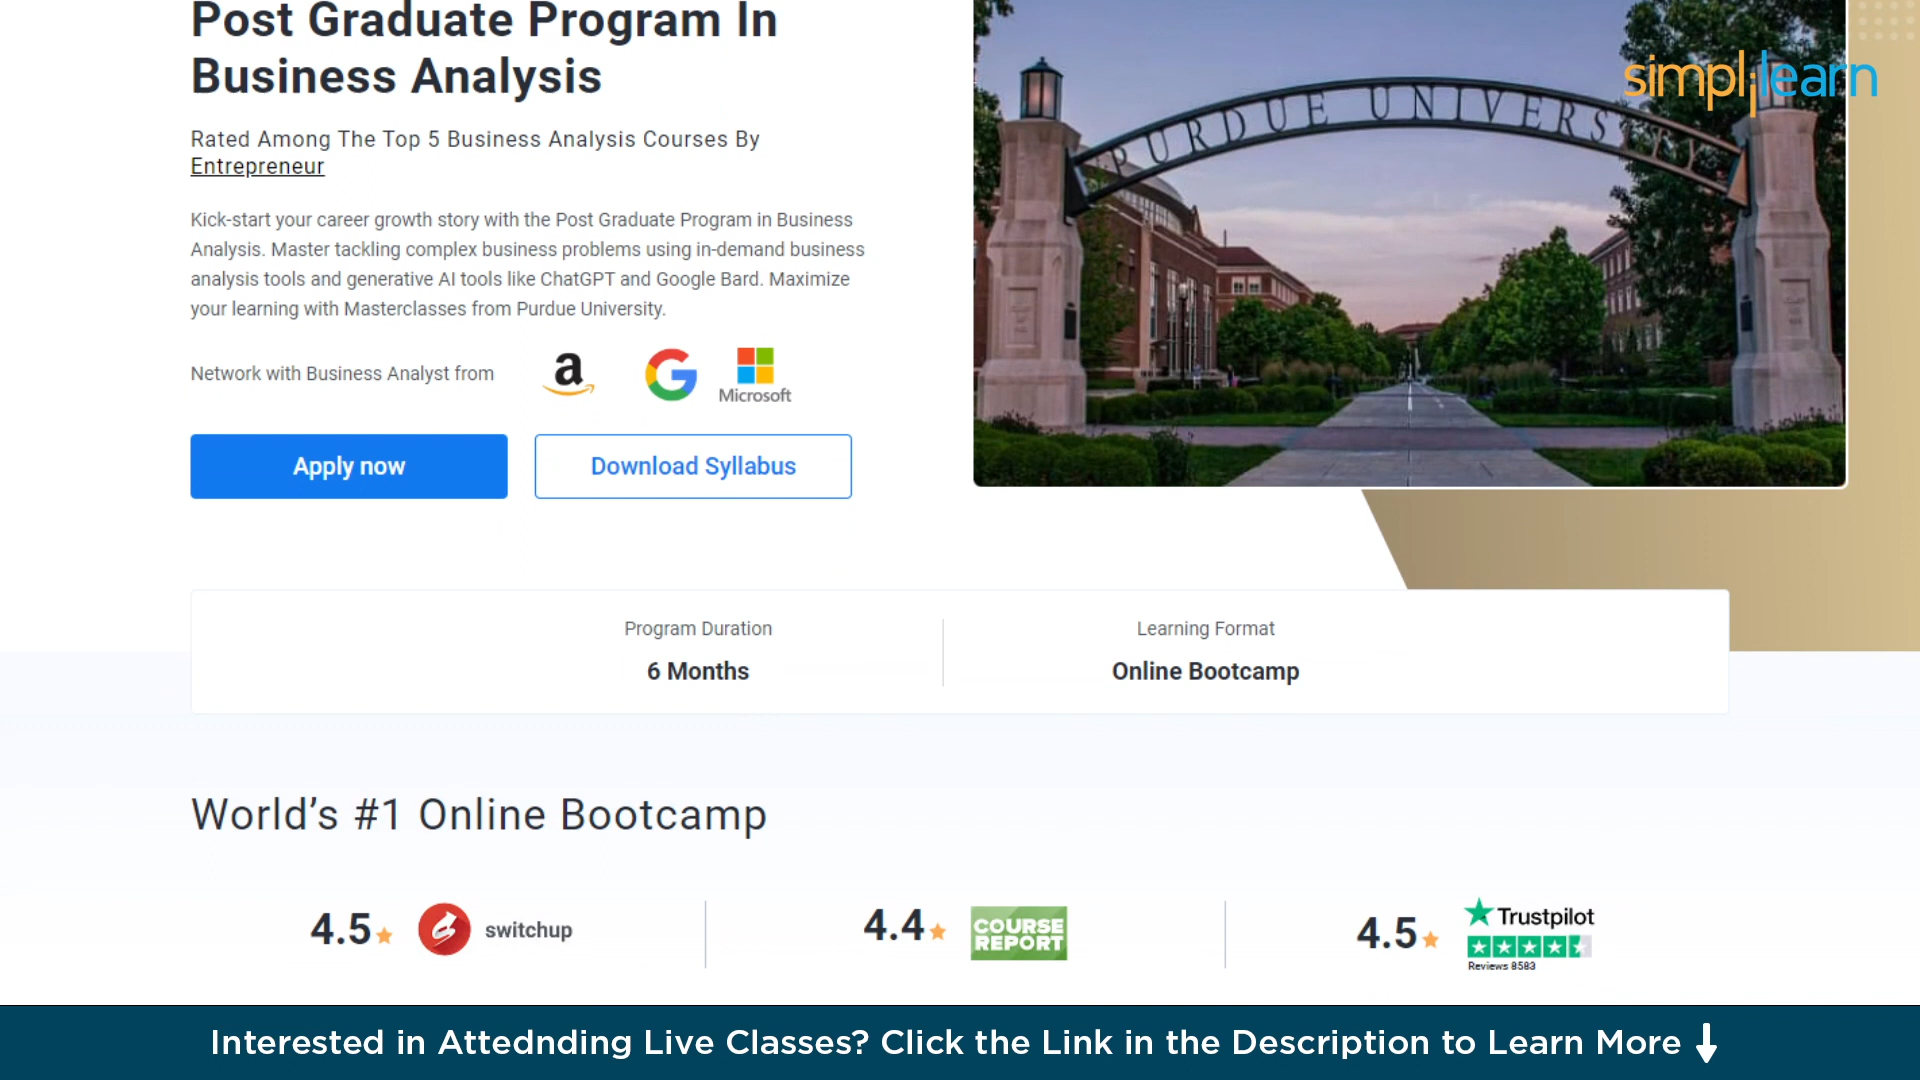 Post Graduate Program In
Business Analysis
Rated Among The Top 5 Business Analysis Courses By
Entrepreneur
Kick-start your career growth story with the Post Graduate Program in Business
Analysis. Master tackling complex business problems using in-demand business
analysis tools and generative AI tools like ChatGPT and Google Bard. Maximize
your learning with Masterclasses from Purdue University.
Network with Business Analyst from
a
G
Microsoft
Apply now
Download Syllabus
PURDUE UNIVERSITY
simplilearn
Program Duration
6 Months
Learning Format
Online Bootcamp
World’s #1 Online Bootcamp
4.5
switchup
4.4
COURSE
REPORT
4.5
Trustpilot
Reviews 8583
Interested in Attednding Live Classes? Click the Link in the Description to Learn More